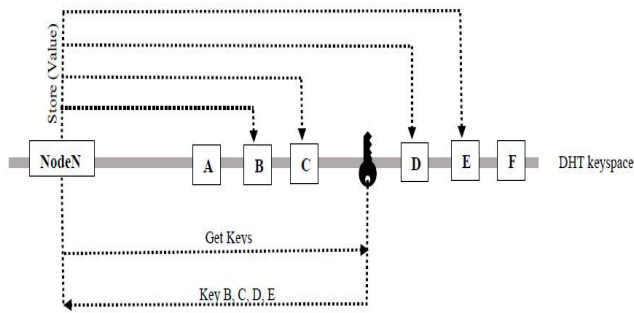 Store (Value)
NodeN A B C D E F DHT keyspace
Get Keys
Key B, C, D, E